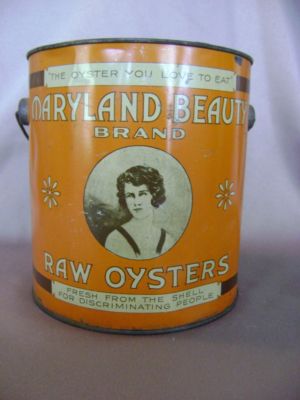 "THE OYSTER YOU LOVE TO EAT"
MARYLAND BEAUTY
BRAND
RAW OYSTERS
FRESH FROM THE SHELL
FOR DISCRIMINATING PEOPLE